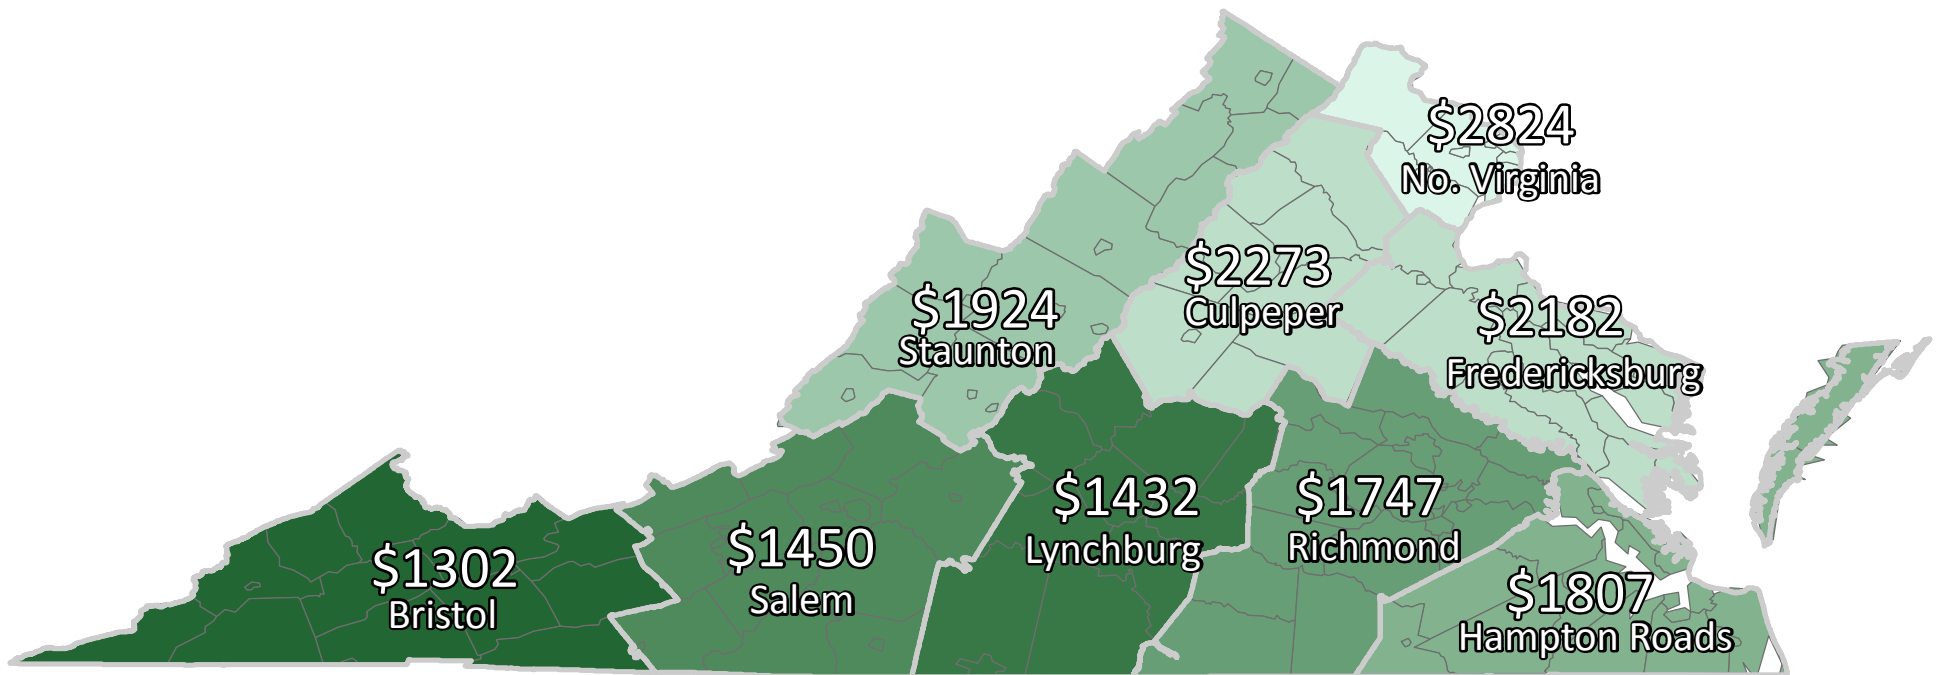 $2824
No. Virginia
$2273
Culpeper
$1924
Staunton
$2182
Fredericksburg
$1432
Lynchburg
$1747
Richmond
$1450
Salem
$1302
Bristol
$1807
Hampton Roads